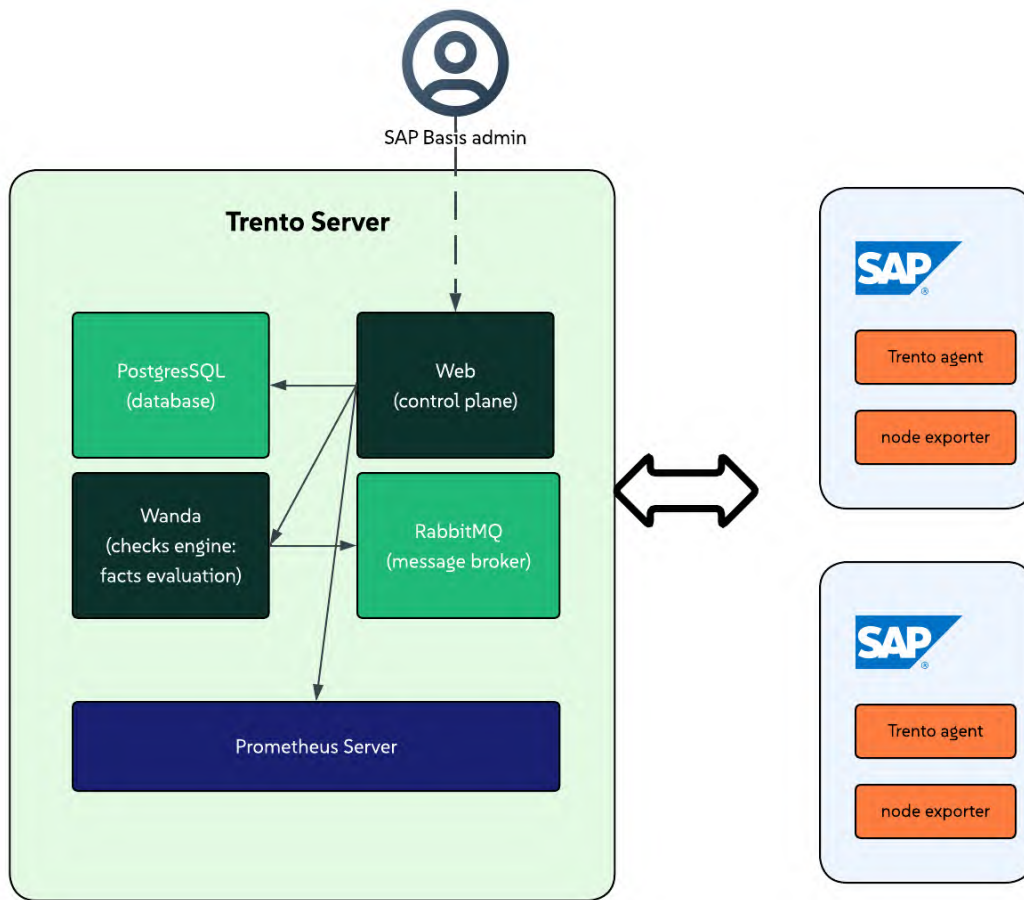 SAP Basis admin
Trento Server
PostgresSQL
(database)
Web
(control plane)
Wanda
(checks engine:
facts evaluation)
RabbitMQ
(message broker)
Prometheus Server
SAP
®
Trento agent
node exporter
SAP
®
Trento agent
node exporter